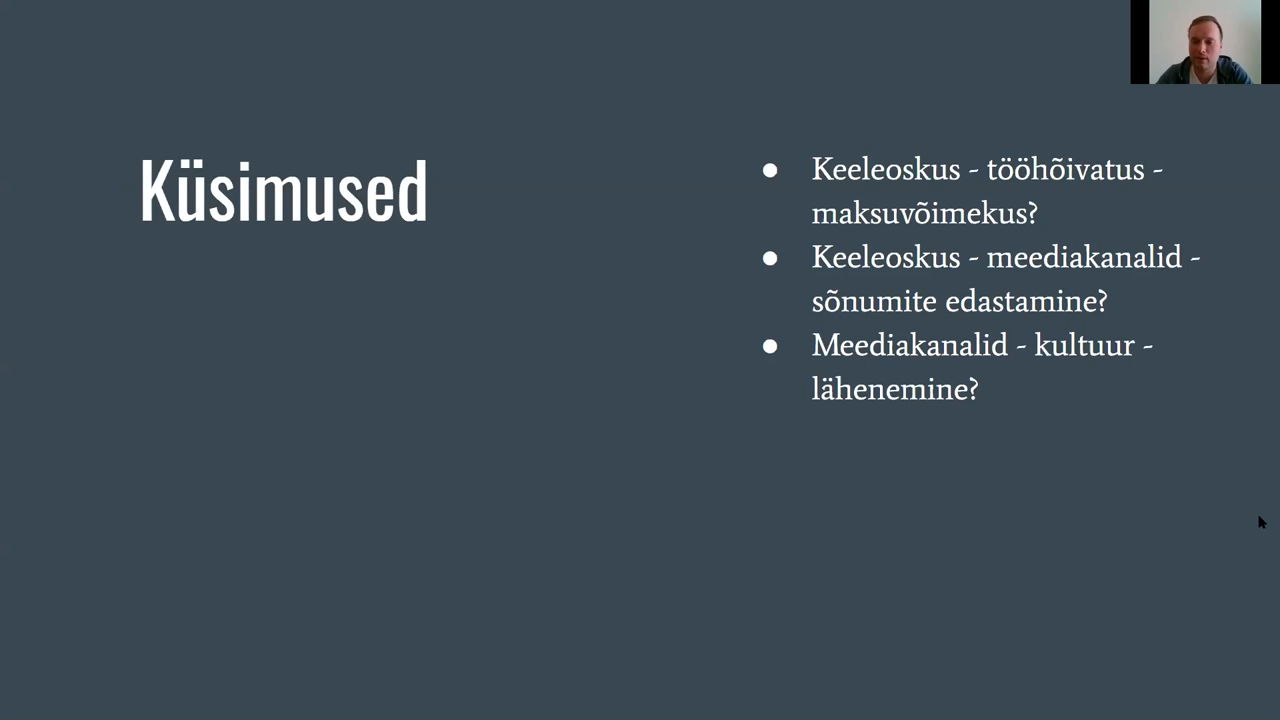 Küsimused
● Keeleoskus - tööhõivatus -
maksuvõimekus?
● Keeleoskus - meediakanalid -
sõnumite edastamine?
● Meediakanalid - kultuur -
lähenemine?